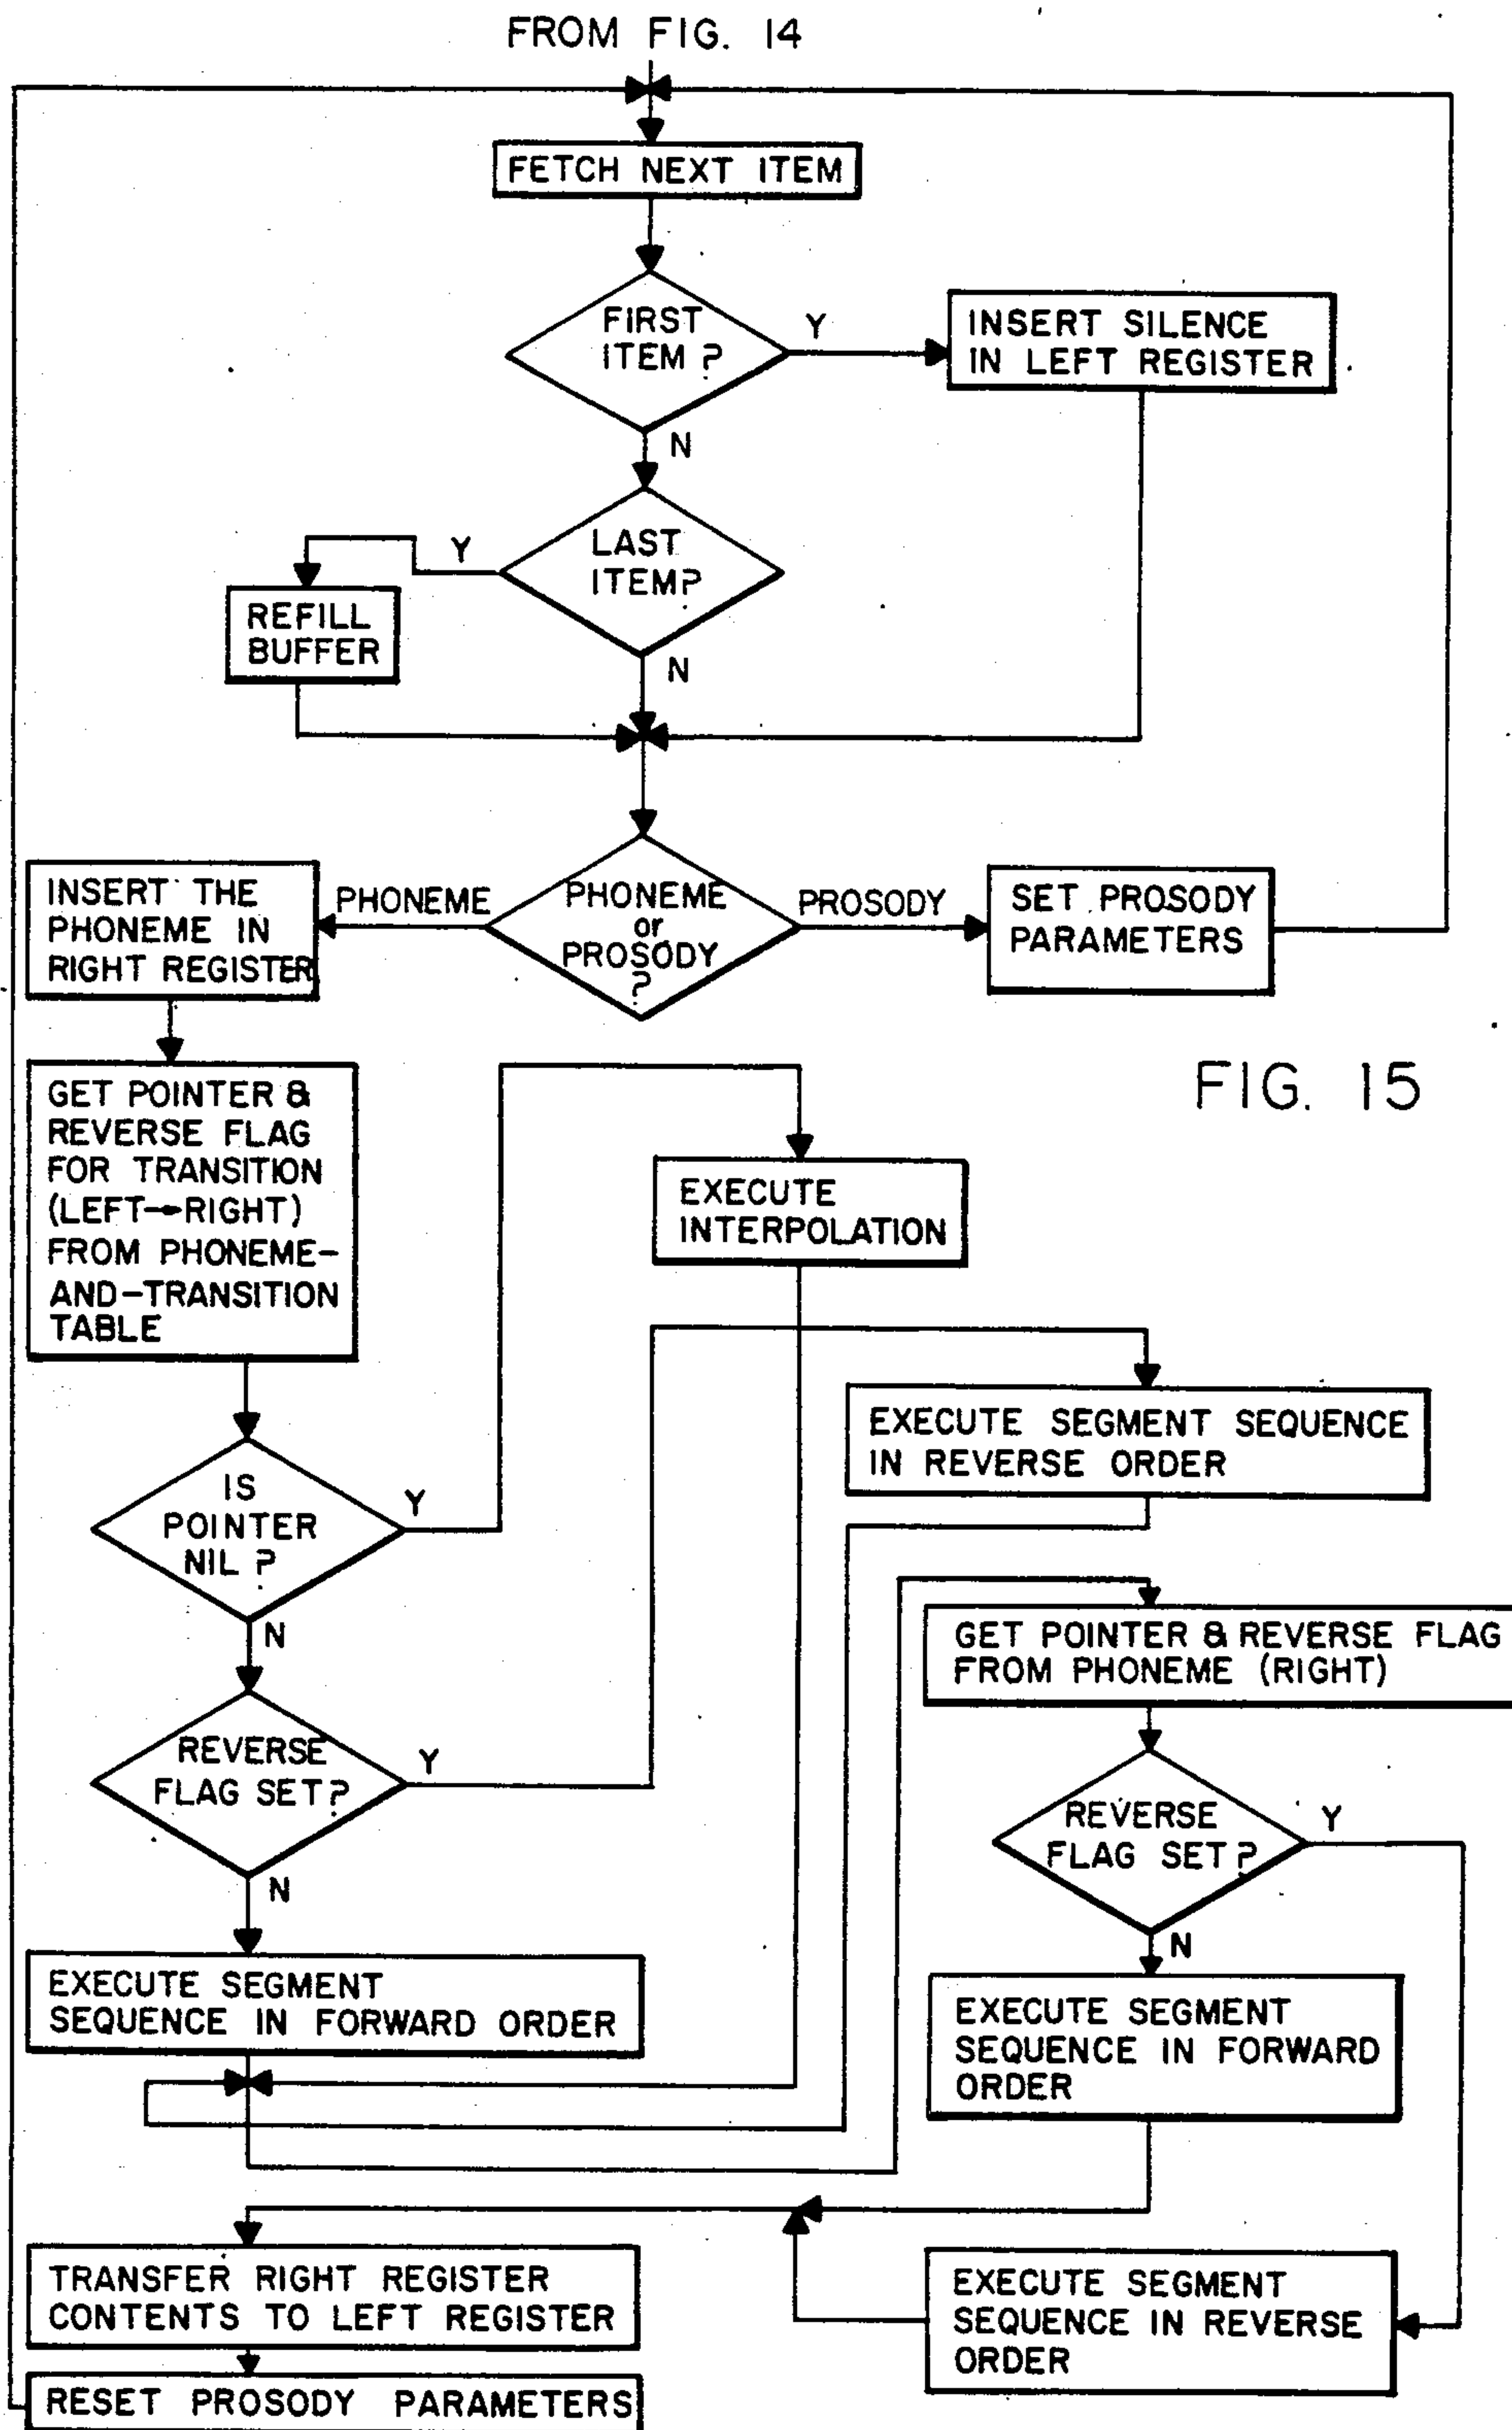 FROM FIG. 14
FETCH NEXT ITEM
FIRST
ITEM ?
Y
INSERT SILENCE
IN LEFT REGISTER
N
LAST
ITEM?
Y
REFILL
BUFFER
N
INSERT THE
PHONEME IN
RIGHT REGISTER
PHONEME
PHONEME
or
PROSODY
?
PROSODY
SET PROSODY
PARAMETERS
FIG. 15
GET POINTER &
REVERSE FLAG
FOR TRANSITION
(LEFT→RIGHT)
FROM PHONEME-
AND-TRANSITION
TABLE
EXECUTE
INTERPOLATION
EXECUTE SEGMENT SEQUENCE
IN REVERSE ORDER
IS
POINTER
NIL ?
Y
N
GET POINTER & REVERSE FLAG
FROM PHONEME (RIGHT)
REVERSE
FLAG SET?
Y
N
REVERSE
FLAG SET?
Y
N
EXECUTE SEGMENT
SEQUENCE IN FORWARD ORDER
EXECUTE SEGMENT
SEQUENCE IN FORWARD
ORDER
TRANSFER RIGHT REGISTER
CONTENTS TO LEFT REGISTER
EXECUTE SEGMENT
SEQUENCE IN REVERSE
ORDER
RESET PROSODY PARAMETERS